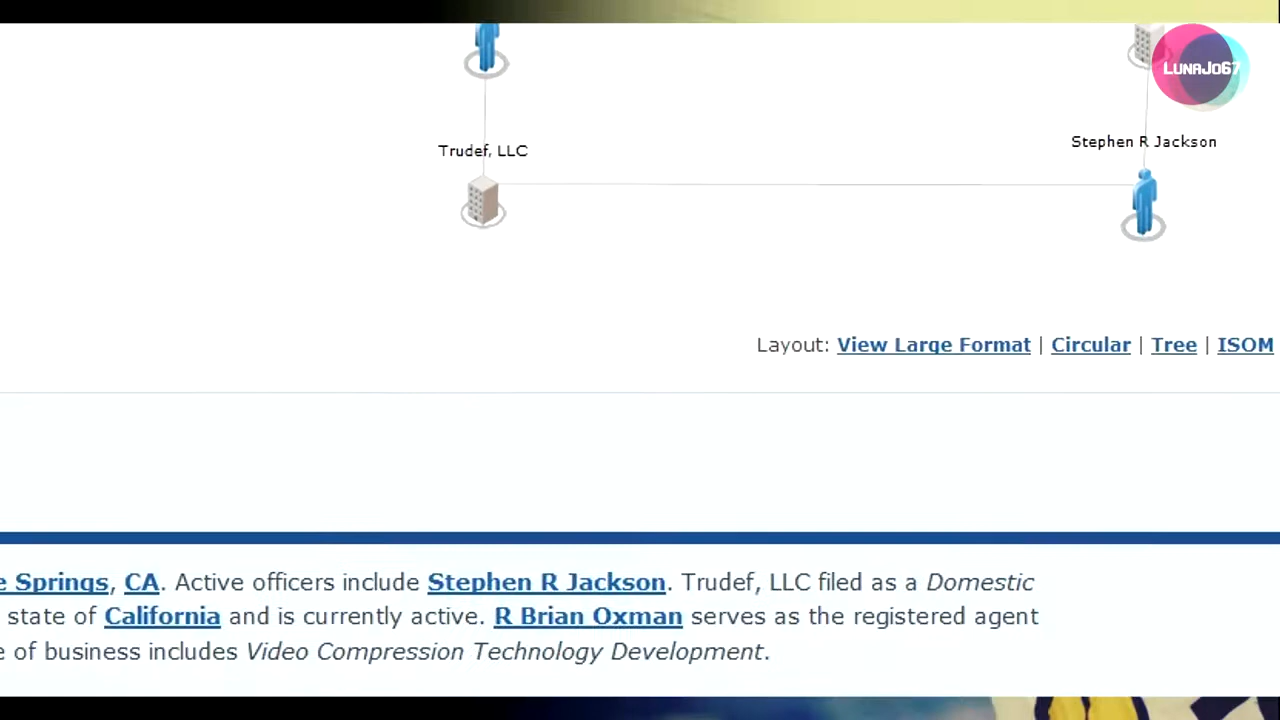 LUNAJO67
Trudef, LLC
Stephen R Jackson
Layout: View Large Format | Circular | Tree | ISOM
e Springs, CA. Active officers include Stephen R Jackson. Trudef, LLC filed as a Domestic
state of California and is currently active. R Brian Oxman serves as the registered agent
e of business includes Video Compression Technology Development.